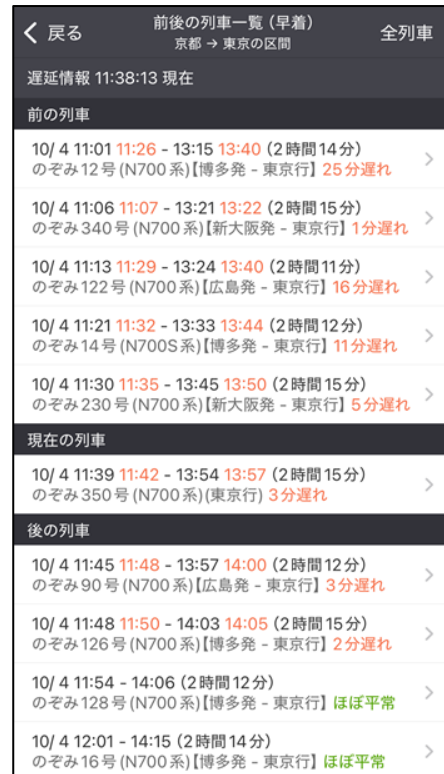 戻る
前後の列車一覧(早着)
京都 → 東京の区間
全列車
遅延情報 11:38:13 現在
前の列車
10/ 4 11:01 11:26 - 13:15 13:40 (2時間14分)
のぞみ12号(N700系)【博多発 - 東京行】 25分遅れ
10/ 4 11:06 11:07 - 13:21 13:22 (2時間15分)
のぞみ340号(N700系)【新大阪発 - 東京行】 1分遅れ
10/ 4 11:13 11:29 - 13:24 13:40 (2時間11分)
のぞみ122号(N700系)【広島発 - 東京行】 16分遅れ
10/ 4 11:21 11:32 - 13:33 13:44 (2時間12分)
のぞみ14号(N700S系)【博多発 - 東京行】 11分遅れ
10/ 4 11:30 11:35 - 13:45 13:50 (2時間15分)
のぞみ230号(N700系)【新大阪発 - 東京行】 5分遅れ
現在の列車
10/ 4 11:39 11:42 - 13:54 13:57 (2時間15分)
のぞみ350号(N700系)(東京行) 3分遅れ
後の列車
10/ 4 11:45 11:48 - 13:57 14:00 (2時間12分)
のぞみ90号(N700系)【広島発 - 東京行】 3分遅れ
10/ 4 11:48 11:50 - 14:03 14:05 (2時間15分)
のぞみ126号(N700系)【博多発 - 東京行】 2分遅れ
10/ 4 11:54 - 14:06 (2時間12分)
のぞみ128号(N700系)【博多発 - 東京行】 ほぼ平常
10/ 4 12:01 - 14:15 (2時間14分)
のぞみ16号(N700系)【博多発 - 東京行】 ほぼ平常